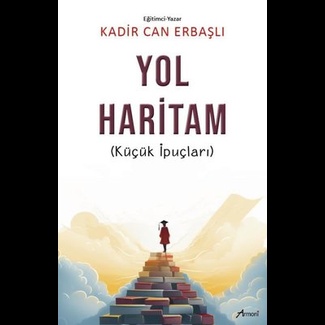 Eğitimci-Yazar
KADİR CAN ERBAŞLI
YOL
HARİTAM
(Küçük İpuçları)
Armoni